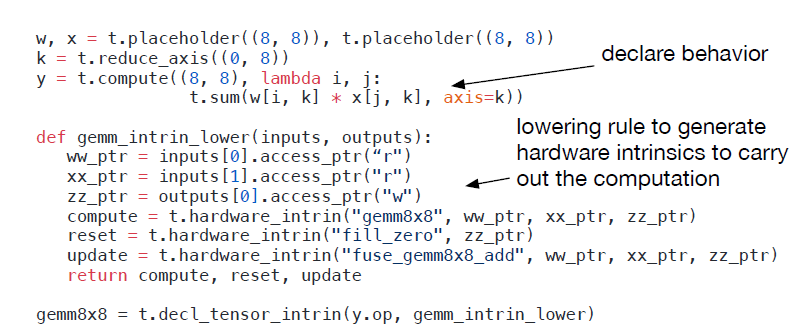 w, x = t.placeholder((8, 8)), t.placeholder((8, 8))
k = t.reduce_axis((0, 8))
y = t.compute((8, 8), lambda i, j:
t.sum(w[i, k] * x[j, k], axis=k))
declare behavior
def gemm_intrin_lower(inputs, outputs):
ww_ptr = inputs[0].access_ptr(“r")
xx_ptr = inputs[1].access_ptr("r")
zz_ptr = outputs[0].access_ptr("w")
compute = t.hardware_intrin("gemm8x8", ww_ptr, xx_ptr, zz_ptr)
reset = t.hardware_intrin("fill_zero", zz_ptr)
update = t.hardware_intrin("fuse_gemm8x8_add", ww_ptr, xx_ptr, zz_ptr)
return compute, reset, update
lowering rule to generate
hardware intrinsics to carry
out the computation
gemm8x8 = t.decl_tensor_intrin(y.op, gemm_intrin_lower)